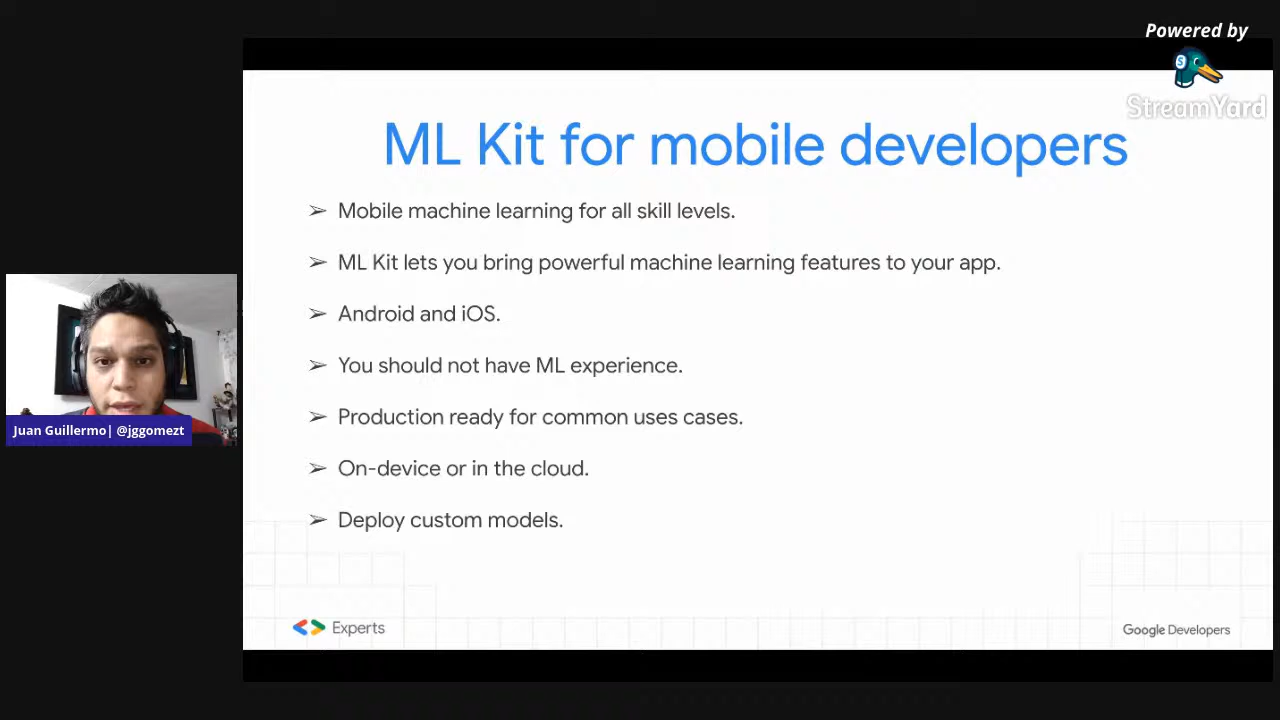 Powered by
StreamYard
ML Kit for mobile developers
➢ Mobile machine learning for all skill levels.
➢ ML Kit lets you bring powerful machine learning features to your app.
➢ Android and iOS.
➢ You should not have ML experience.
➢ Production ready for common uses cases.
➢ On-device or in the cloud.
➢ Deploy custom models.
Juan Guillermo| @jggomezt
Experts
Google Developers